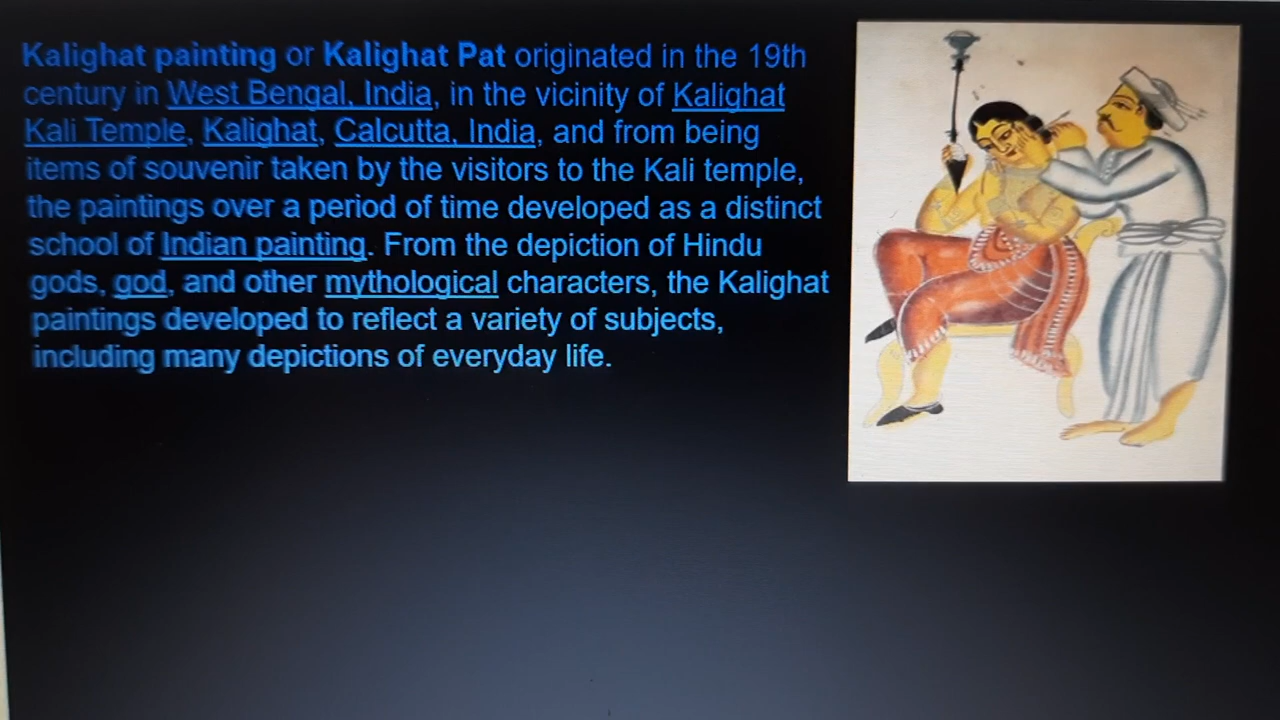 Kalighat painting or Kalighat Pat originated in the 19th
century in West Bengal, India, in the vicinity of Kalighat
Kali Temple, Kalighat, Calcutta, India, and from being
items of souvenir taken by the visitors to the Kali temple,
the paintings over a period of time developed as a distinct
school of Indian painting. From the depiction of Hindu
gods, god, and other mythological characters, the Kalighat
paintings developed to reflect a variety of subjects,
including many depictions of everyday life.